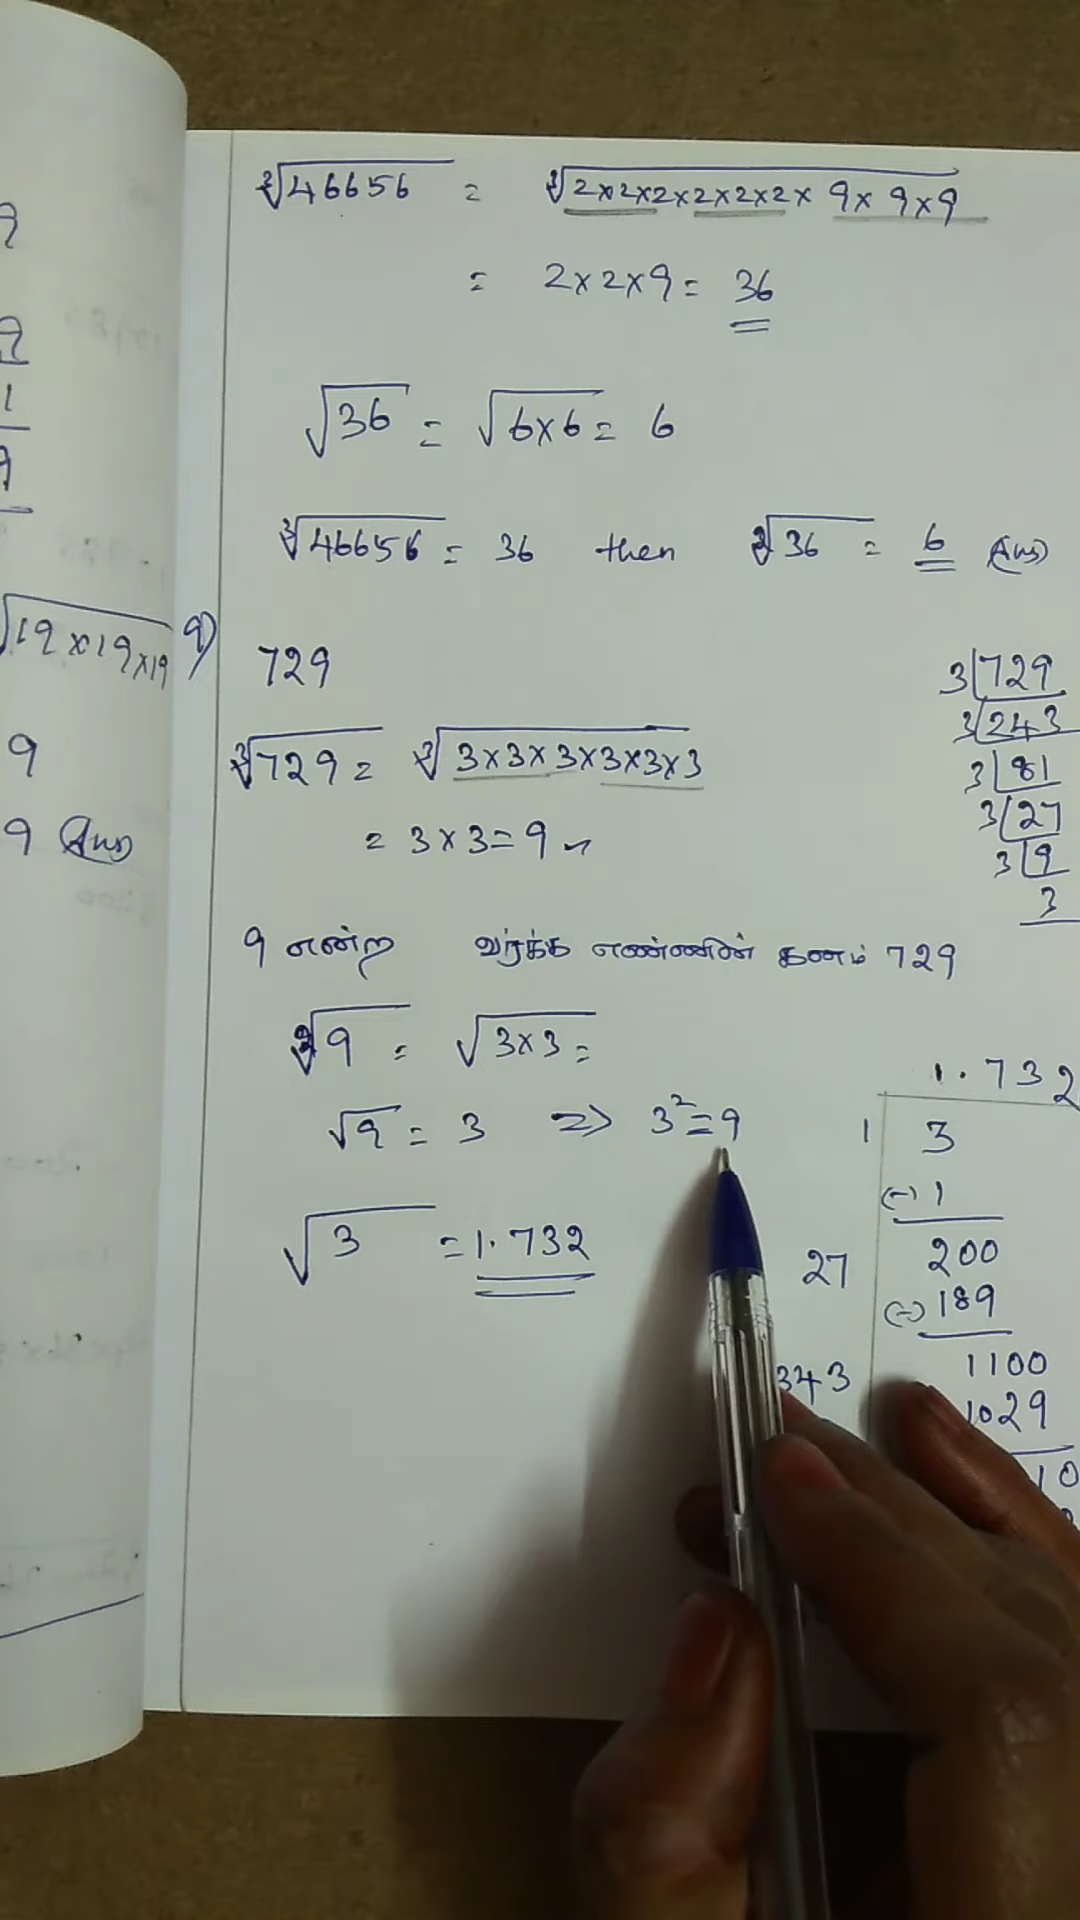 ∛46656 = ∛2×2×2×2×2×2×9×9×9
= 2×2×9 = 36
√36 = √6×6 = 6
∛46656 = 36 then ∛36 = 6 (Ans)
9) 729
∛729 = ∛3×3×3×3×3×3
= 3×3=9 ✓
9 என்ற வர்க்க எண்ணின் கனம் 729
√9 = √3×3 =
√9 = 3 => 3²=9
√3 = 1.732
3|729
3|243
3|81
3|27
3|9
3
1.732
1 3
(-) 1
200
27
(-) 189
1100
343
1029
10
√19×19×19
9
9 (Ans)